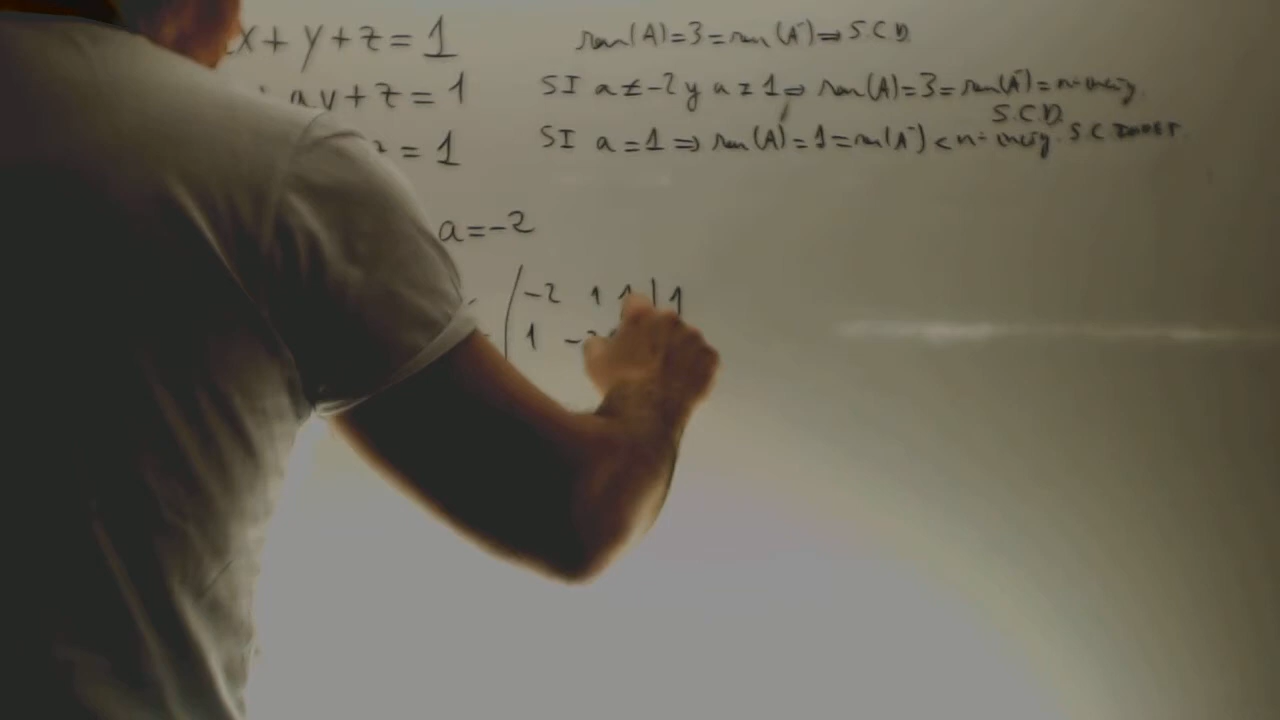 x + y + z = 1
ay + z = 1
= 1
ran(A)=3=ran(A*)⇒ S.C.D
SI a≠-2 y a≠1 ⇒ ran(A)=3=ran(A*)=nº incóg.
S.C.D.
SI a=1 ⇒ ran(A)=1=ran(A*)<nº incóg. S.C.
a=-2
-2 1 1 | 1
1 -2